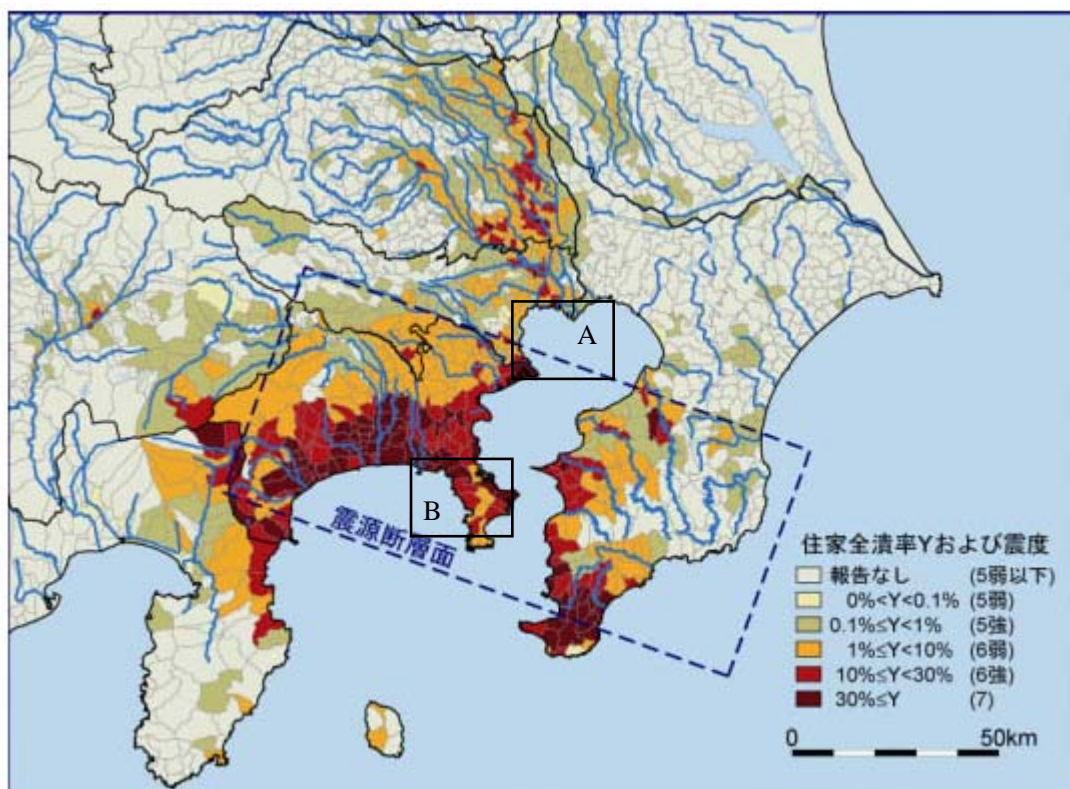 A
B
震源断層面
住家全潰率Yおよび震度
報告なし (5弱以下)
0%<Y<0.1% (5弱)
0.1%≤Y<1% (5強)
1%≤Y<10% (6弱)
10%≤Y<30% (6強)
30%≤Y (7)
0 50km